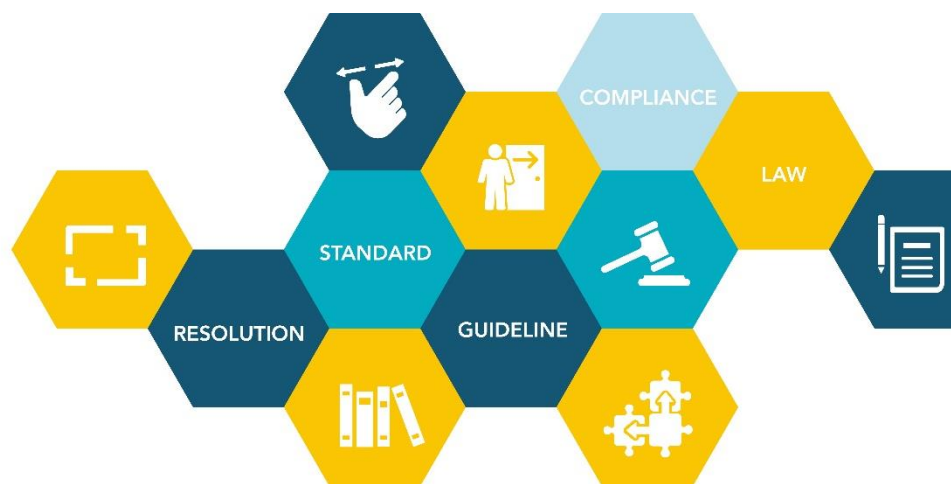 COMPLIANCE
LAW
STANDARD
RESOLUTION
GUIDELINE